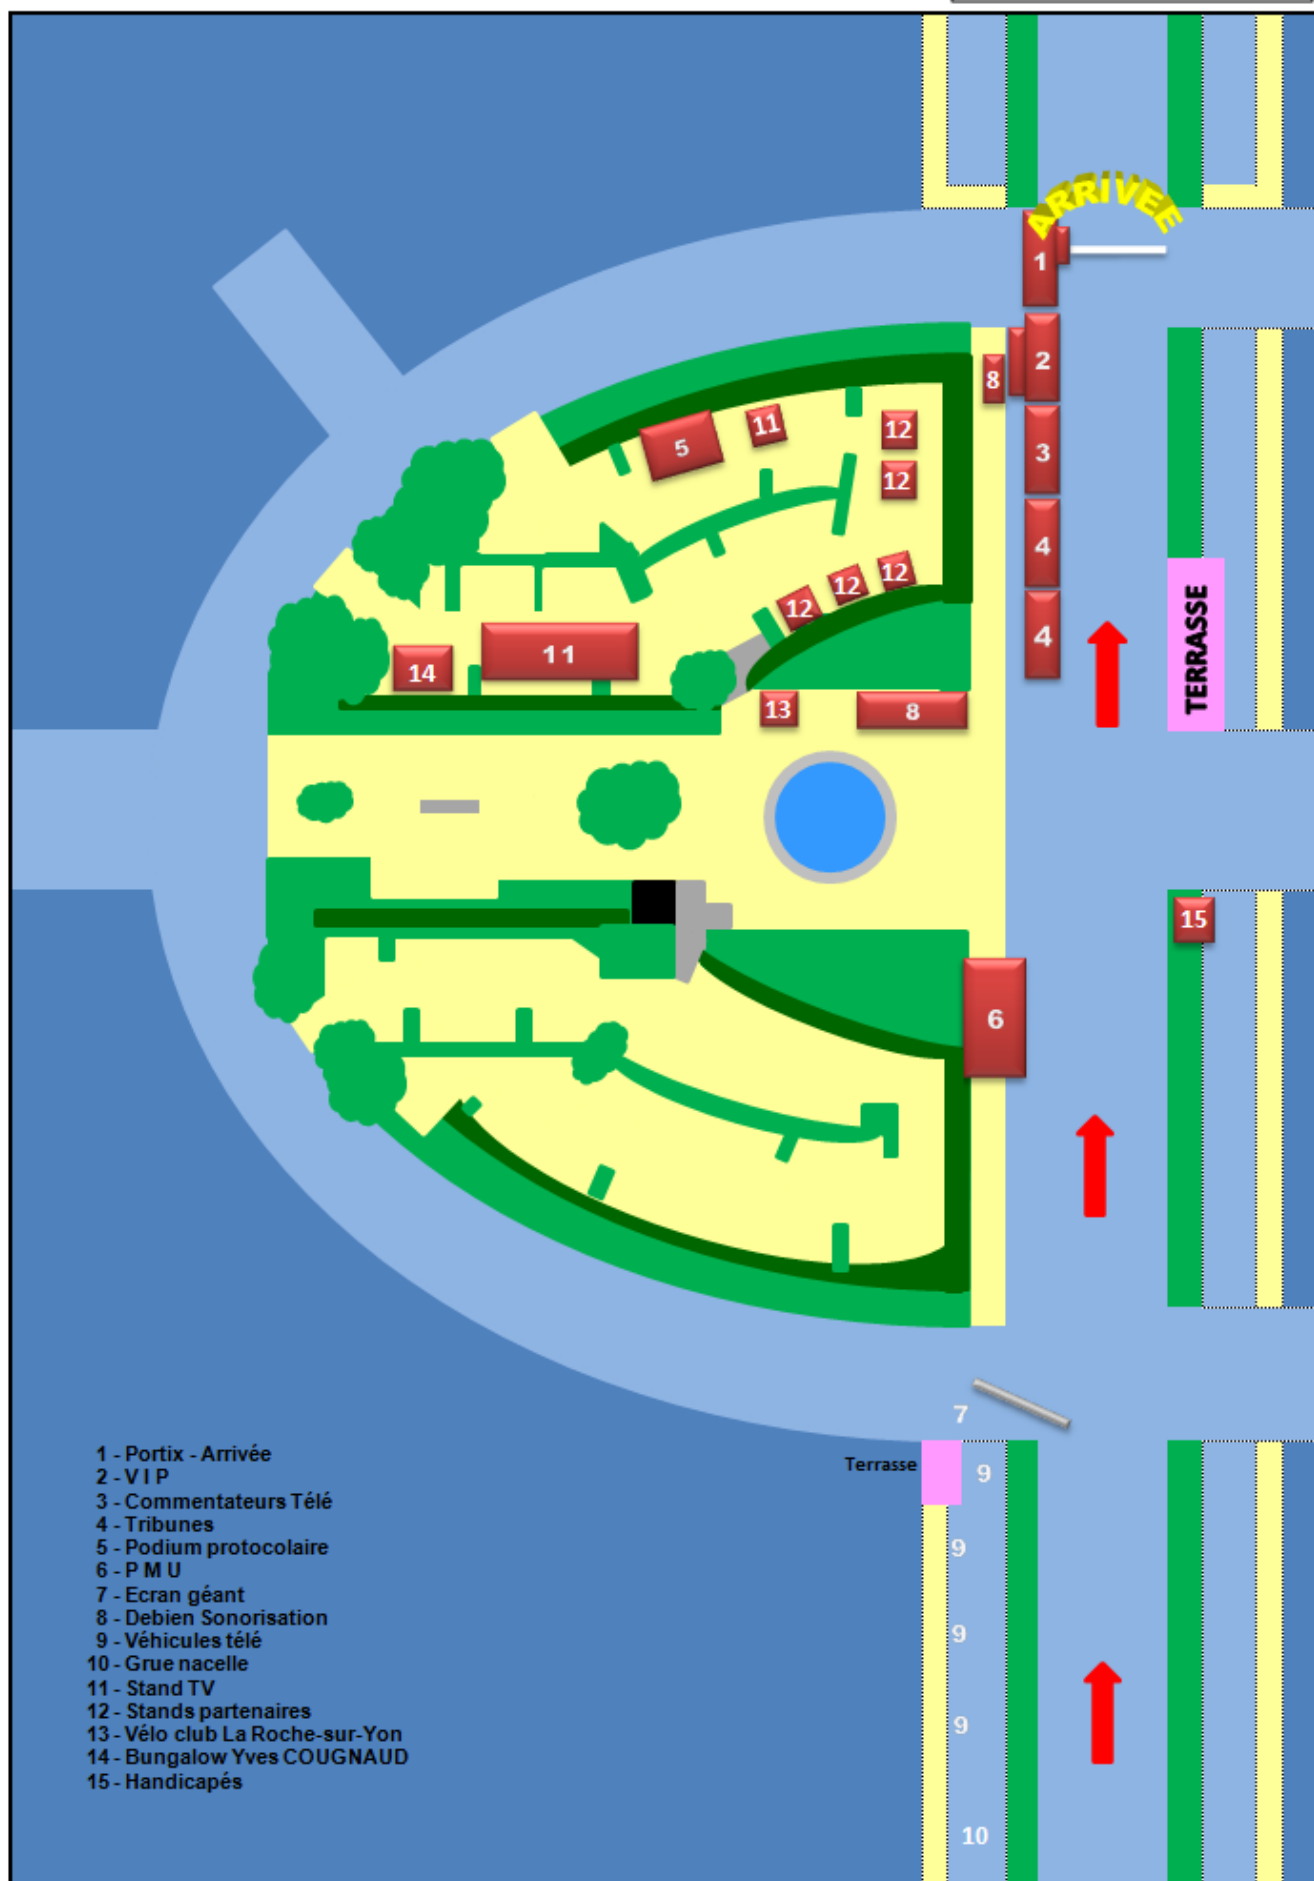 ARRIVEE
1
2
8
3
11
12
5
12
4
12
12
12
4
TERRASSE
11
14
13
8
15
6
7
Terrasse
9
9
9
9
10
1 - Portix - Arrivée
2 - V I P
3 - Commentateurs Télé
4 - Tribunes
5 - Podium protocolaire
6 - P M U
7 - Ecran géant
8 - Debien Sonorisation
9 - Véhicules télé
10 - Grue nacelle
11 - Stand TV
12 - Stands partenaires
13 - Vélo club La Roche-sur-Yon
14 - Bungalow Yves COUGNAUD
15 - Handicapés